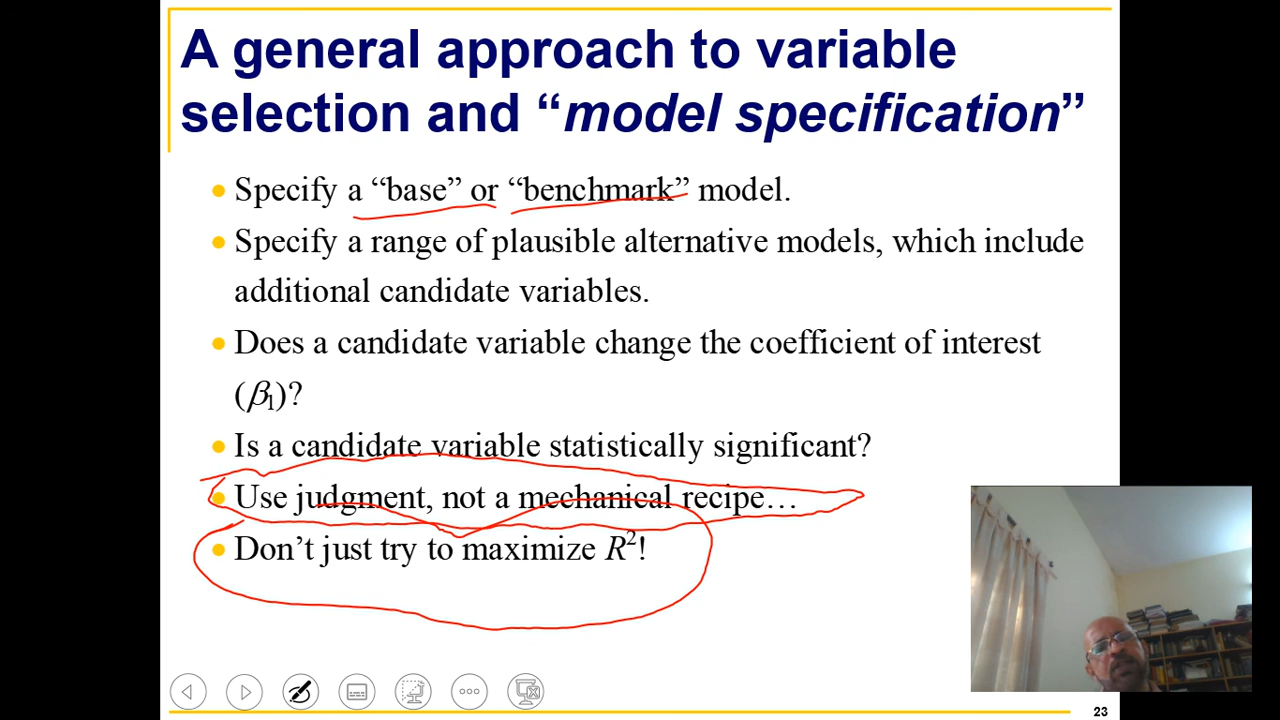 A general approach to variable
selection and “model specification”
● Specify a “base” or “benchmark” model.
● Specify a range of plausible alternative models, which include
additional candidate variables.
● Does a candidate variable change the coefficient of interest
(β1)?
● Is a candidate variable statistically significant?
● Use judgment, not a mechanical recipe…
● Don’t just try to maximize R²!
23